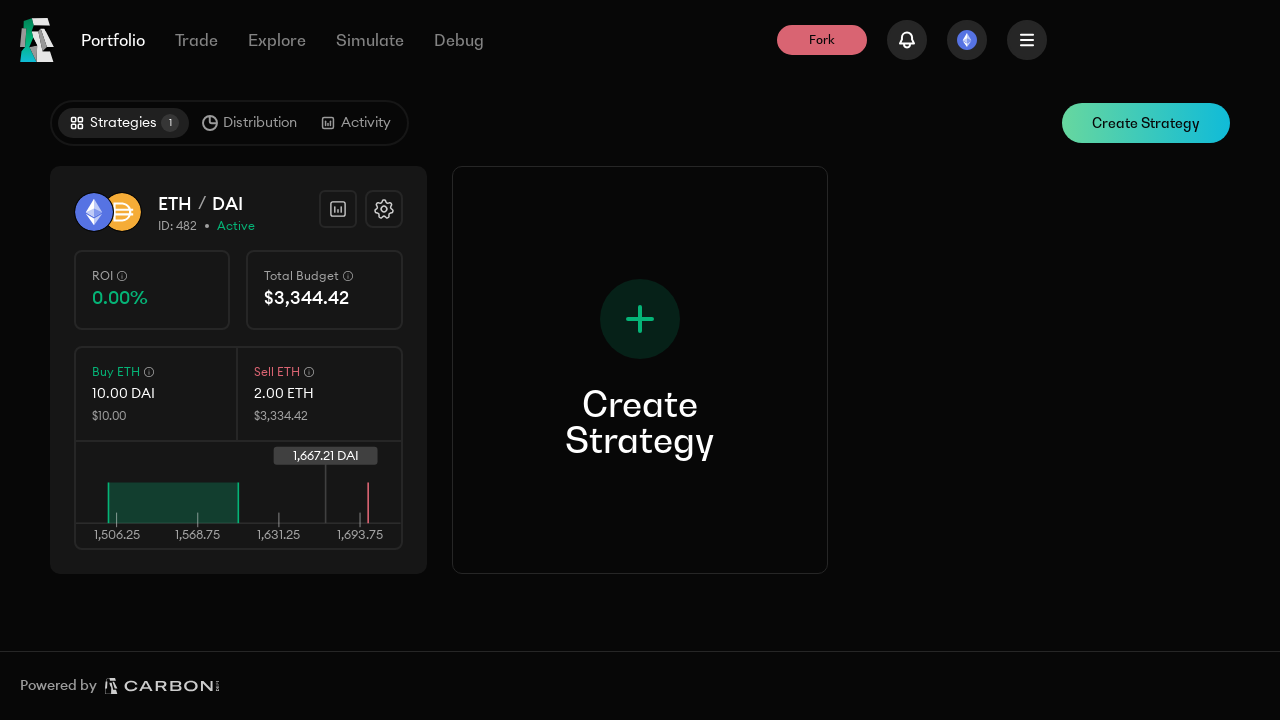 Portfolio Trade Explore Simulate Debug Fork
Strategies 1 Distribution Activity Create Strategy
ETH / DAI
ID: 482 • Active
ROI
0.00%
Total Budget
$3,344.42
Buy ETH
10.00 DAI
$10.00
Sell ETH
2.00 ETH
$3,334.42
1,667.21 DAI
1,506.25 1,568.75 1,631.25 1,693.75
Create
Strategy
Powered by CARBON